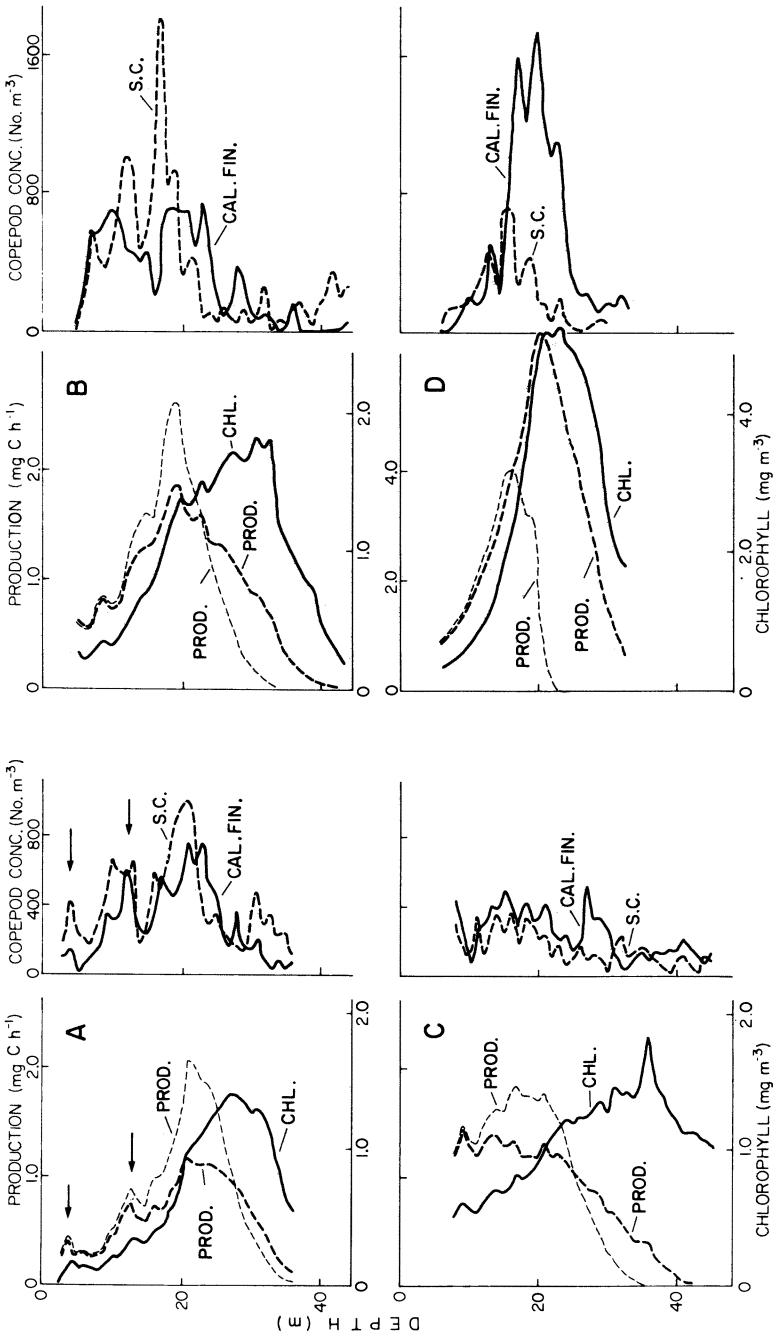 PRODUCTION (mg C h⁻¹)
0 1.0 2.0
COPEPOD CONC. (No. m⁻³)
0 400 800
PRODUCTION (mg C h⁻¹)
0 1.0 2.0
COPEPOD CONC. (No. m⁻³)
0 800 1600
DEPTH (m)
0
20
40
A
PROD.
PROD.
CHL.
0 1.0 2.0
S.C.
CAL. FIN.
B
CHL.
PROD.
PROD.
0 1.0 2.0
S.C.
CAL. FIN.
0
20
40
C
PROD.
CHL.
PROD.
0 1.0 2.0
CHLOROPHYLL (mg m⁻³)
CAL. FIN.
S.C.
0 2.0 4.0
D
PROD.
PROD.
CHL.
0 2.0 4.0
CHLOROPHYLL (mg m⁻³)
CAL. FIN.
S.C.
0
20
40